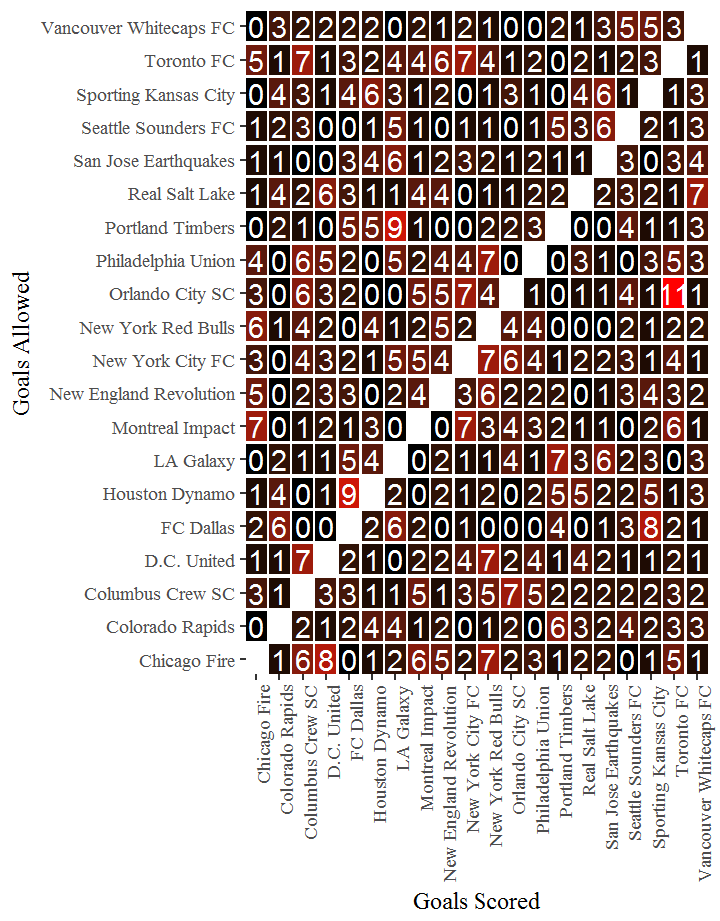 Vancouver Whitecaps FC 0 3 2 2 2 2 0 2 1 2 1 0 0 2 1 3 5 5 3
Toronto FC 5 1 7 1 3 2 4 4 6 7 4 1 2 0 2 1 2 3 1
Sporting Kansas City 0 4 3 1 4 6 3 1 2 0 1 3 1 0 4 6 1 1 3
Seattle Sounders FC 1 2 3 0 0 1 5 1 0 1 1 0 1 5 3 6 2 1 3
San Jose Earthquakes 1 1 0 0 3 4 6 1 2 3 2 1 2 1 1 3 0 3 4
Real Salt Lake 1 4 2 6 3 1 1 4 4 0 1 1 2 2 2 3 2 1 7
Portland Timbers 0 2 1 0 5 5 9 1 0 0 2 2 3 0 0 4 1 1 3
Philadelphia Union 4 0 6 5 2 0 5 2 4 4 7 0 0 3 1 0 3 5 3
Orlando City SC 3 0 6 3 2 0 0 5 5 7 4 1 0 1 1 4 1 11 1
New York Red Bulls 6 1 4 2 0 4 1 2 5 2 4 4 0 0 0 2 1 2 2
New York City FC 3 0 4 3 2 1 5 5 4 7 6 4 1 2 2 3 1 4 1
New England Revolution 5 0 2 3 3 0 2 4 3 6 2 2 2 0 1 3 4 3 2
Montreal Impact 7 0 1 2 1 3 0 0 7 3 4 3 2 1 1 0 2 6 1
LA Galaxy 0 2 1 1 5 4 0 2 1 1 4 1 7 3 6 2 3 0 3
Houston Dynamo 1 4 0 1 9 2 0 2 1 2 0 2 5 5 2 2 5 1 3
FC Dallas 2 6 0 0 2 6 2 0 1 0 0 0 4 0 1 3 8 2 1
D.C. United 1 1 7 2 1 0 2 2 4 7 2 4 1 4 2 1 1 2 1
Columbus Crew SC 3 1 3 3 1 1 5 1 3 5 7 5 2 2 2 2 2 3 2
Colorado Rapids 0 2 1 2 4 4 1 2 0 1 2 0 6 3 2 4 2 3 3
Chicago Fire 1 6 8 0 1 2 6 5 2 7 2 3 1 2 2 0 1 5 1
Goals Allowed
Chicago Fire
Colorado Rapids
Columbus Crew SC
D.C. United
FC Dallas
Houston Dynamo
LA Galaxy
Montreal Impact
New England Revolution
New York City FC
New York Red Bulls
Orlando City SC
Philadelphia Union
Portland Timbers
Real Salt Lake
San Jose Earthquakes
Seattle Sounders FC
Sporting Kansas City
Toronto FC
Vancouver Whitecaps FC
Goals Scored